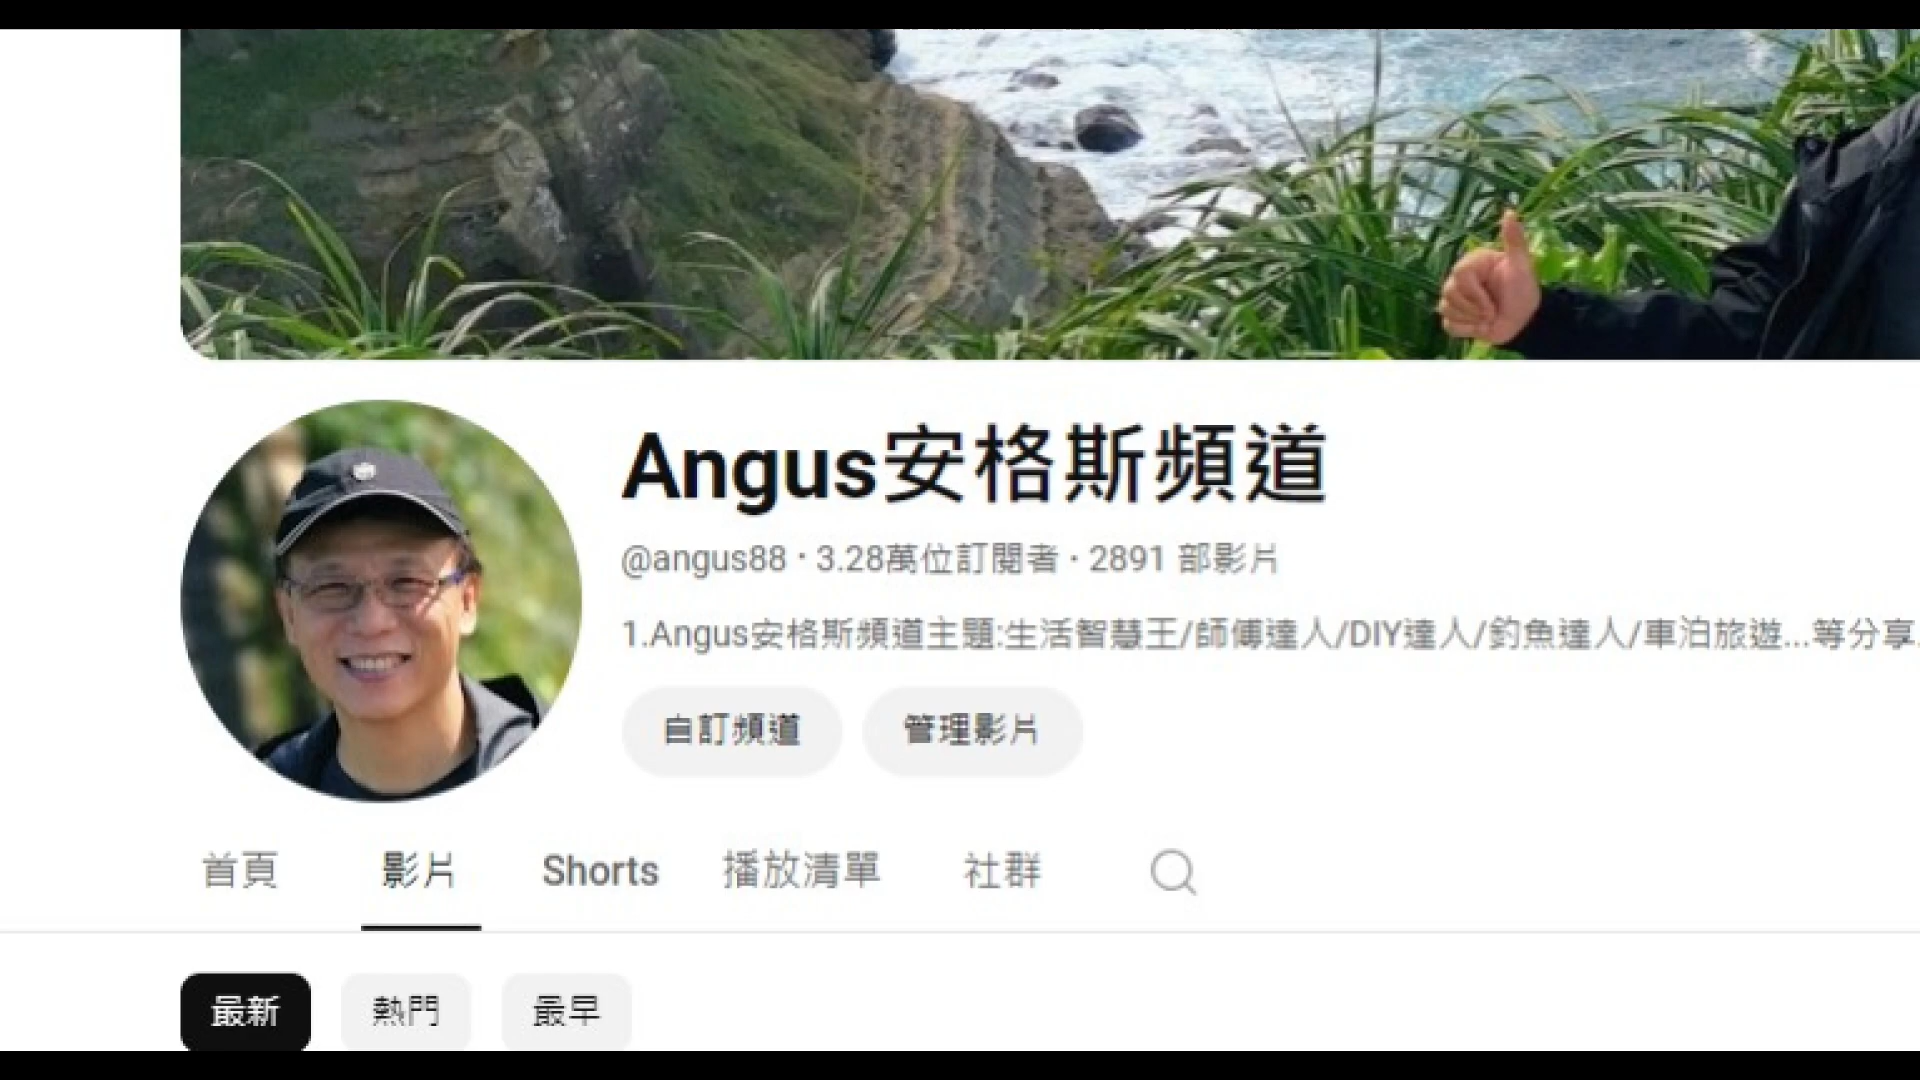 Angus安格斯頻道
@angus88 · 3.28萬位訂閱者 · 2891 部影片
1.Angus安格斯頻道主題:生活智慧王/師傅達人/DIY達人/釣魚達人/車泊旅遊...等分享
自訂頻道 管理影片
首頁 影片 Shorts 播放清單 社群
最新 熱門 最早